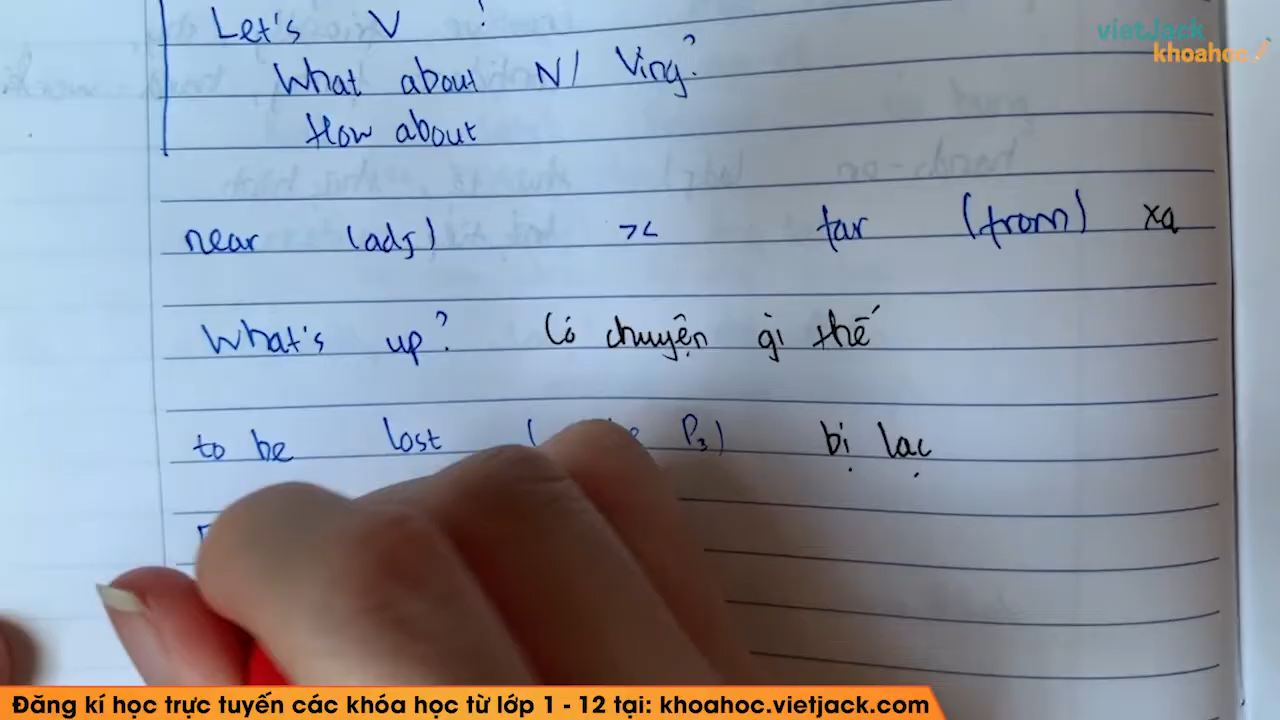 Let's V !
What about N/ Ving?
How about
near (adj) >< far (from) xa
What's up? Có chuyện gì thế
to be lost ( P3) bị lạc
vietJack
khoahoc!
Đăng kí học trực tuyến các khóa học từ lớp 1 - 12 tại: khoahoc.vietjack.com